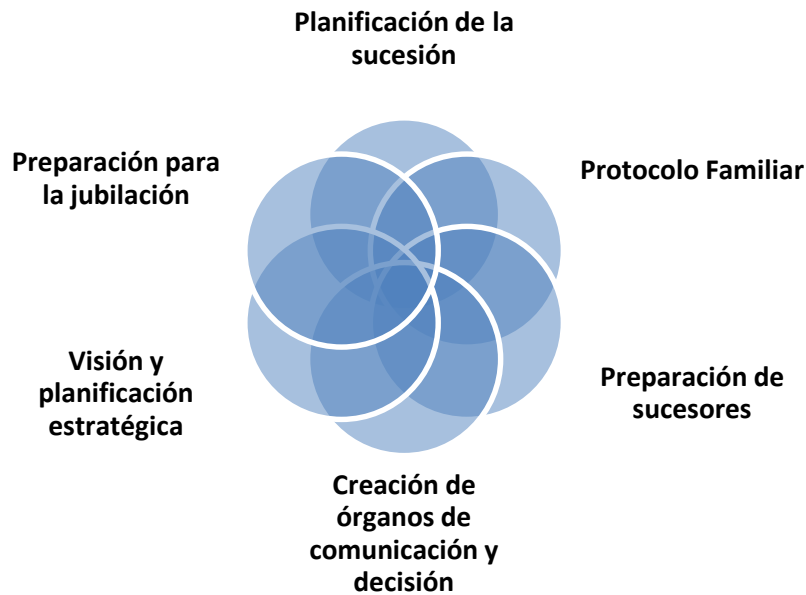 Planificación de la
sucesión
Protocolo Familiar
Preparación de
sucesores
Creación de
órganos de
comunicación y
decisión
Visión y
planificación
estratégica
Preparación para
la jubilación